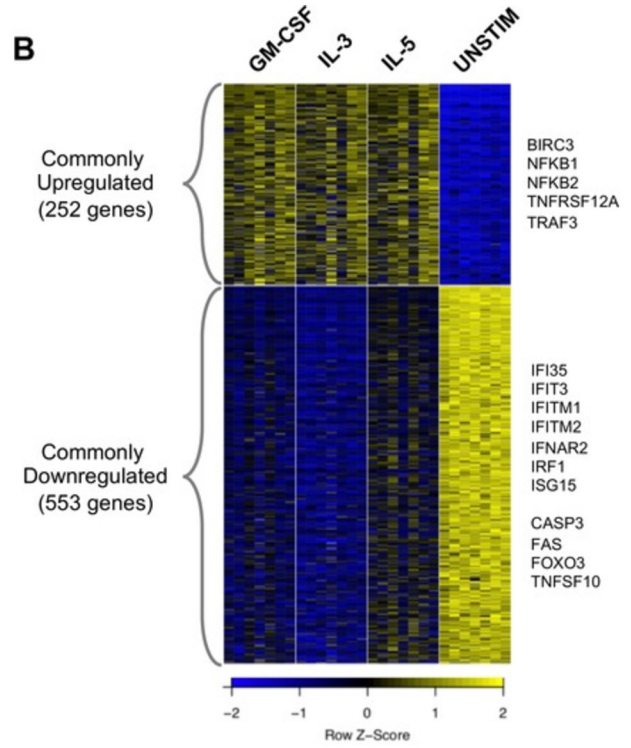 B
GM-CSF
IL-3
IL-5
UNSTIM
Commonly
Upregulated
(252 genes)
BIRC3
NFKB1
NFKB2
TNFRSF12A
TRAF3
Commonly
Downregulated
(553 genes)
IFI35
IFIT3
IFITM1
IFITM2
IFNAR2
IRF1
ISG15
CASP3
FAS
FOXO3
TNFSF10
−2
−1
0
1
2
Row Z−Score